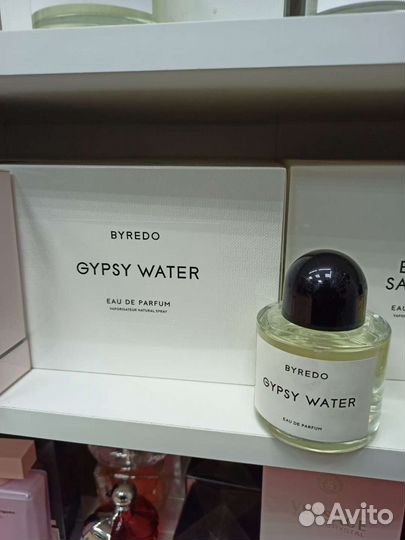 BYREDO
GYPSY WATER
EAU DE PARFUM
VAPORISATEUR NATURAL SPRAY
BYREDO
GYPSY WATER
EAU DE PARFUM
Avito